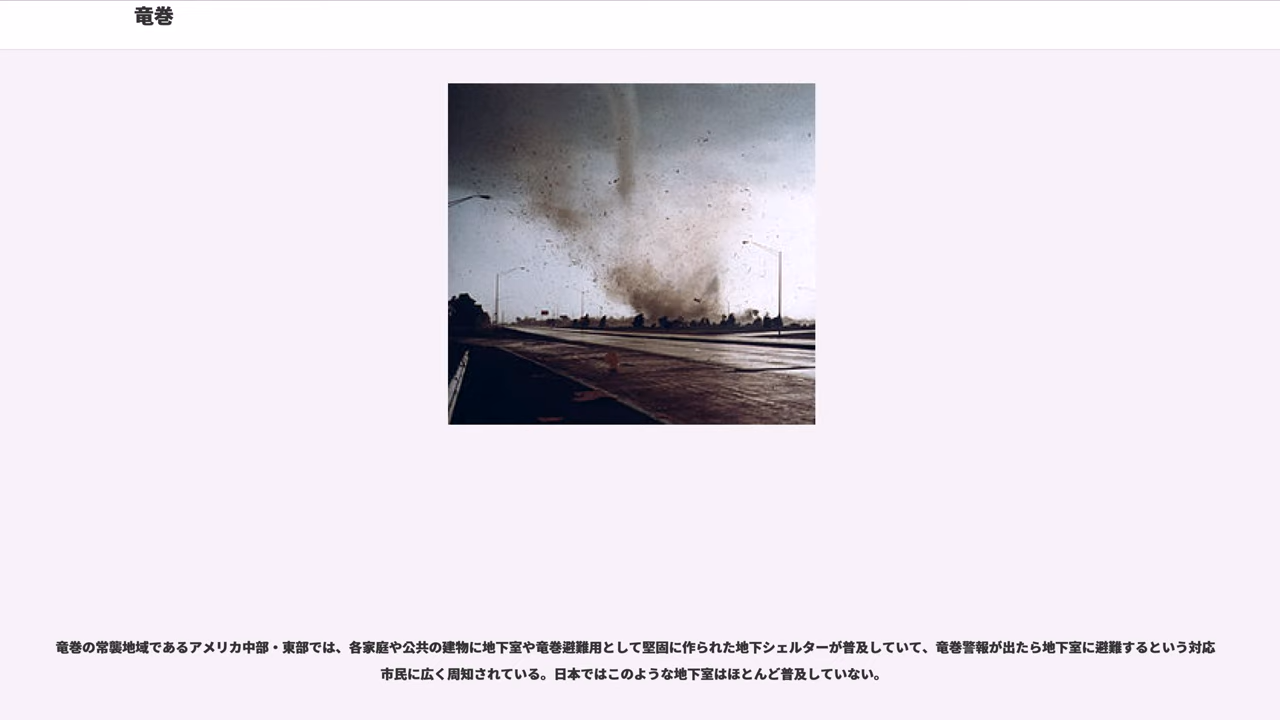 竜巻
竜巻の常襲地域であるアメリカ中部・東部では、各家庭や公共の建物に地下室や竜巻避難用として堅固に作られた地下シェルターが普及していて、竜巻警報が出たら地下室に避難するという対応
市民に広く周知されている。日本ではこのような地下室はほとんど普及していない。